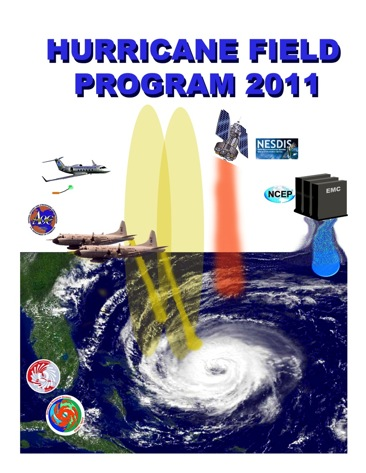 HURRICANE FIELD
PROGRAM 2011
NESDIS
NCEP
EMC